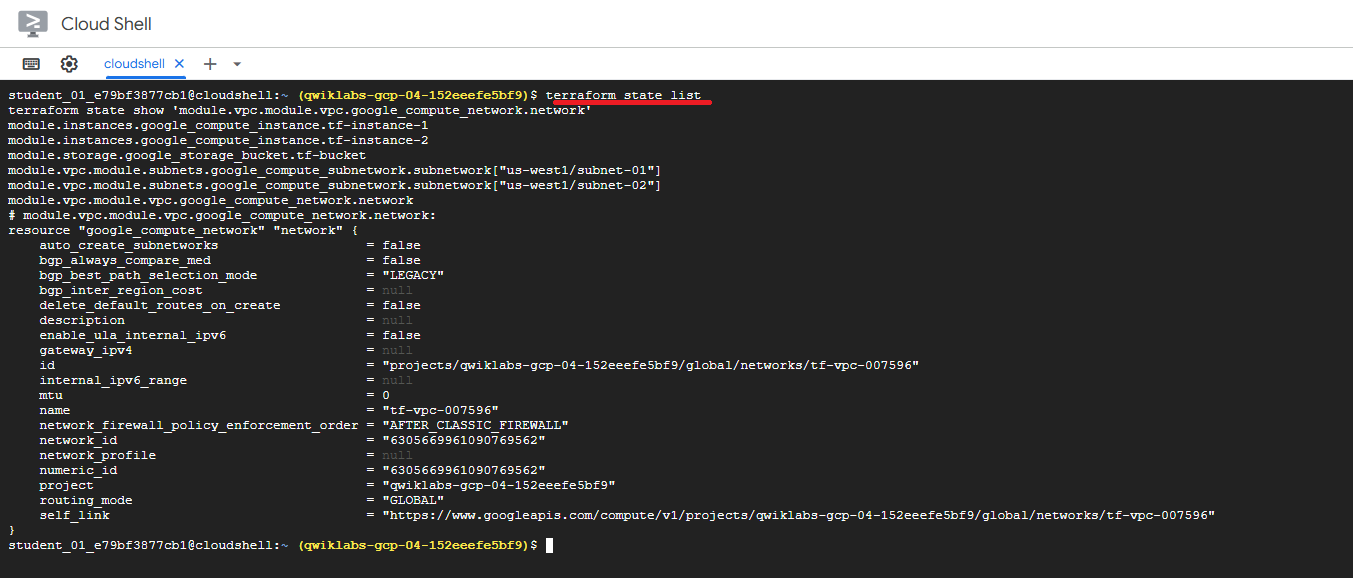 Cloud Shell
cloudshell
student_01_e79bf3877cb1@cloudshell:~ (qwiklabs-gcp-04-152eeefe5bf9)$ terraform state list
terraform state show 'module.vpc.module.vpc.google_compute_network.network'
module.instances.google_compute_instance.tf-instance-1
module.instances.google_compute_instance.tf-instance-2
module.storage.google_storage_bucket.tf-bucket
module.vpc.module.subnets.google_compute_subnetwork.subnetwork["us-west1/subnet-01"]
module.vpc.module.subnets.google_compute_subnetwork.subnetwork["us-west1/subnet-02"]
module.vpc.module.vpc.google_compute_network.network
# module.vpc.module.vpc.google_compute_network.network:
resource "google_compute_network" "network" {
    auto_create_subnetworks                   = false
    bgp_always_compare_med                    = false
    bgp_best_path_selection_mode              = "LEGACY"
    bgp_inter_region_cost                     = null
    delete_default_routes_on_create           = false
    description                               = null
    enable_ula_internal_ipv6                  = false
    gateway_ipv4                              = null
    id                                        = "projects/qwiklabs-gcp-04-152eeefe5bf9/global/networks/tf-vpc-007596"
    internal_ipv6_range                       = null
    mtu                                       = 0
    name                                      = "tf-vpc-007596"
    network_firewall_policy_enforcement_order = "AFTER_CLASSIC_FIREWALL"
    network_id                                = "6305669961090769562"
    network_profile                           = null
    numeric_id                                = "6305669961090769562"
    project                                   = "qwiklabs-gcp-04-152eeefe5bf9"
    routing_mode                              = "GLOBAL"
    self_link                                 = "https://www.googleapis.com/compute/v1/projects/qwiklabs-gcp-04-152eeefe5bf9/global/networks/tf-vpc-007596"
}
student_01_e79bf3877cb1@cloudshell:~ (qwiklabs-gcp-04-152eeefe5bf9)$